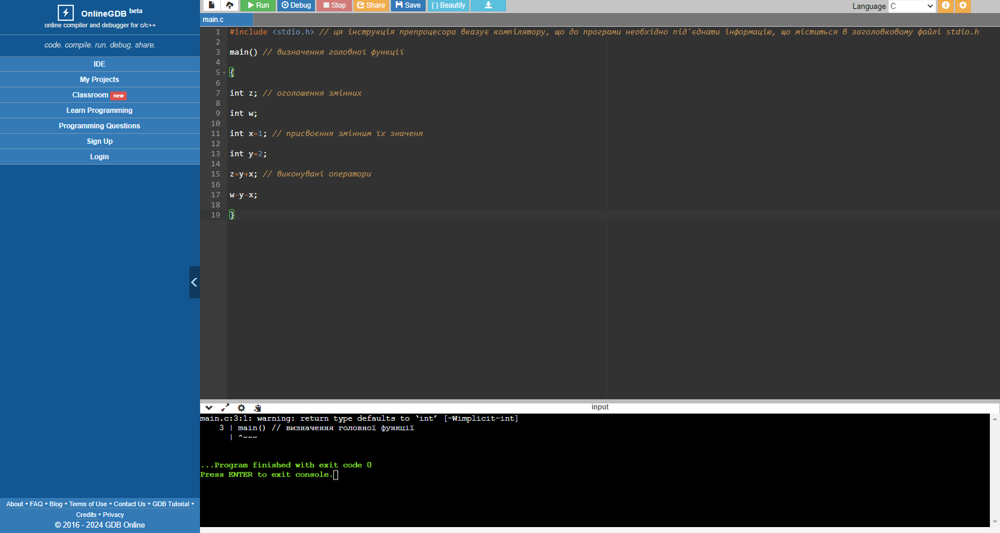 OnlineGDB beta
online compiler and debugger for c/c++
code. compile. run. debug. share.
IDE
My Projects
Classroom new
Learn Programming
Programming Questions
Sign Up
Login
About • FAQ • Blog • Terms of Use • Contact Us • GDB Tutorial •
Credits • Privacy
© 2016 - 2024 GDB Online
Run Debug Stop Share Save { } Beautify
Language C
main.c
1 #include <stdio.h> // ця інструкція препроцесора вказує компілятору, що до програми необхідно під'єднати інформацію, що міститься в заголовковому файлі stdio.h
2
3 main() // визначення головної функції
4
5 {
6
7 int z; // оголошення змінних
8
9 int w;
10
11 int x=1; // присвоєння змінним їх значеня
12
13 int y=2;
14
15 z=y+x; // виконувані оператори
16
17 w-y-x;
18
19 }
input
main.c:3:1: warning: return type defaults to ‘int’ [-Wimplicit-int]
3 | main() // визначення головної функції
| ^~~~
...Program finished with exit code 0
Press ENTER to exit console.